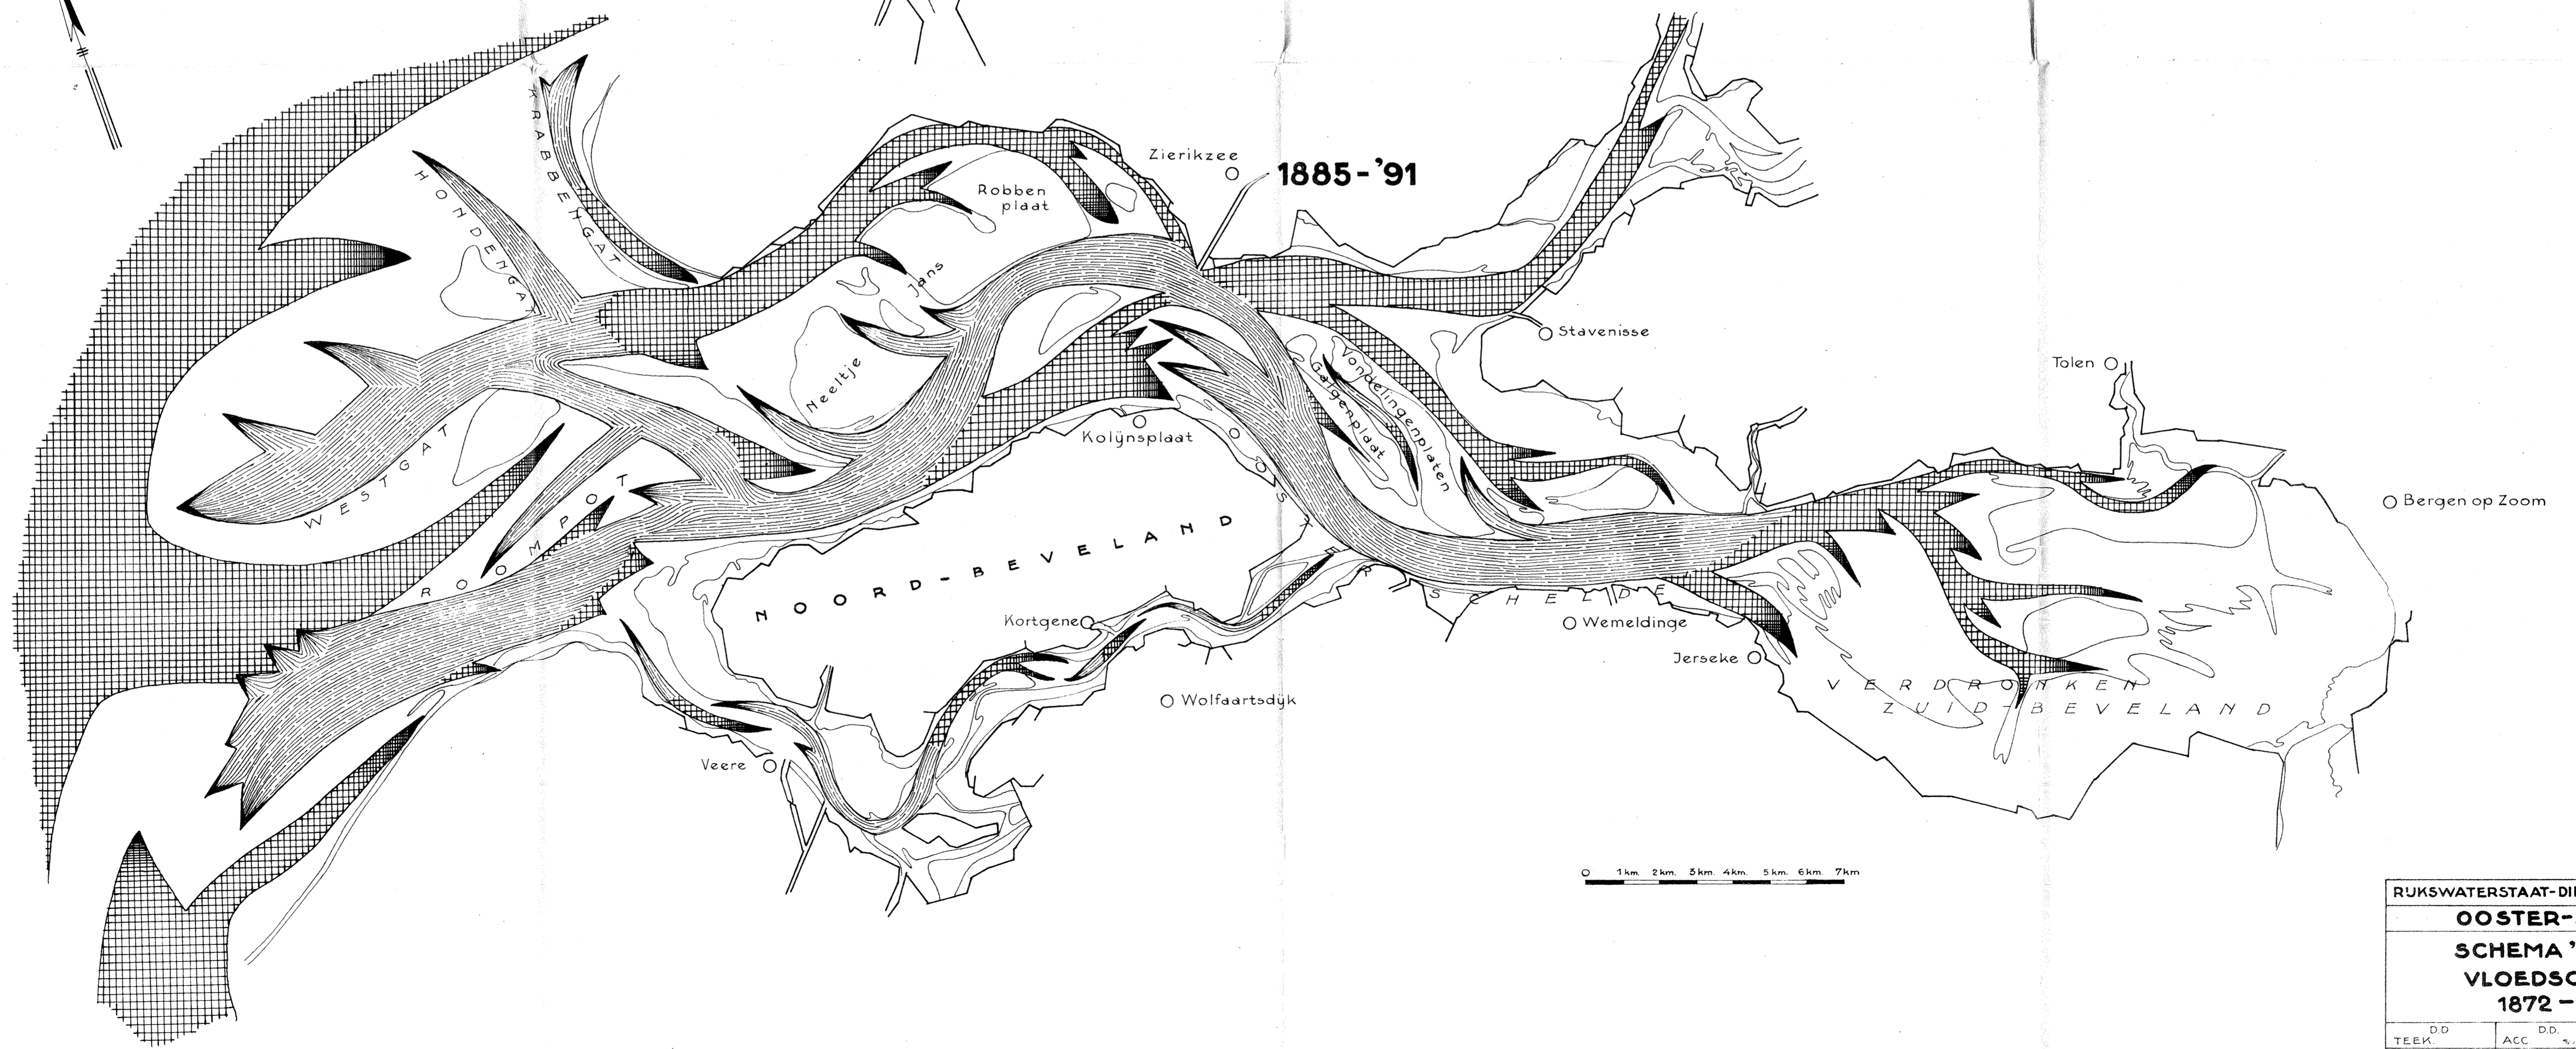 KRABBENGAT
HONDENGAT
Zierikzee
1885-'91
Robben
plaat
Neeltje Jans
Stavenisse
Vondelingenplaten
Galgenplaat
Tolen
WESTGAT
Kolijnsplaat
Bergen op Zoom
ROOMPOT
NOORD-BEVELAND
OOSTERSCHELDE
Kortgene
Wemeldinge
Jerseke
VERDRONKEN
ZUID-BEVELAND
Wolfaartsdijk
Veere
0 1km. 2km. 3km. 4km. 5km. 6km. 7km
RIJKSWATERSTAAT-DI
OOSTER-
SCHEMA '
VLOEDSC
1872 -
D.D D.D.
TEEK. ACC